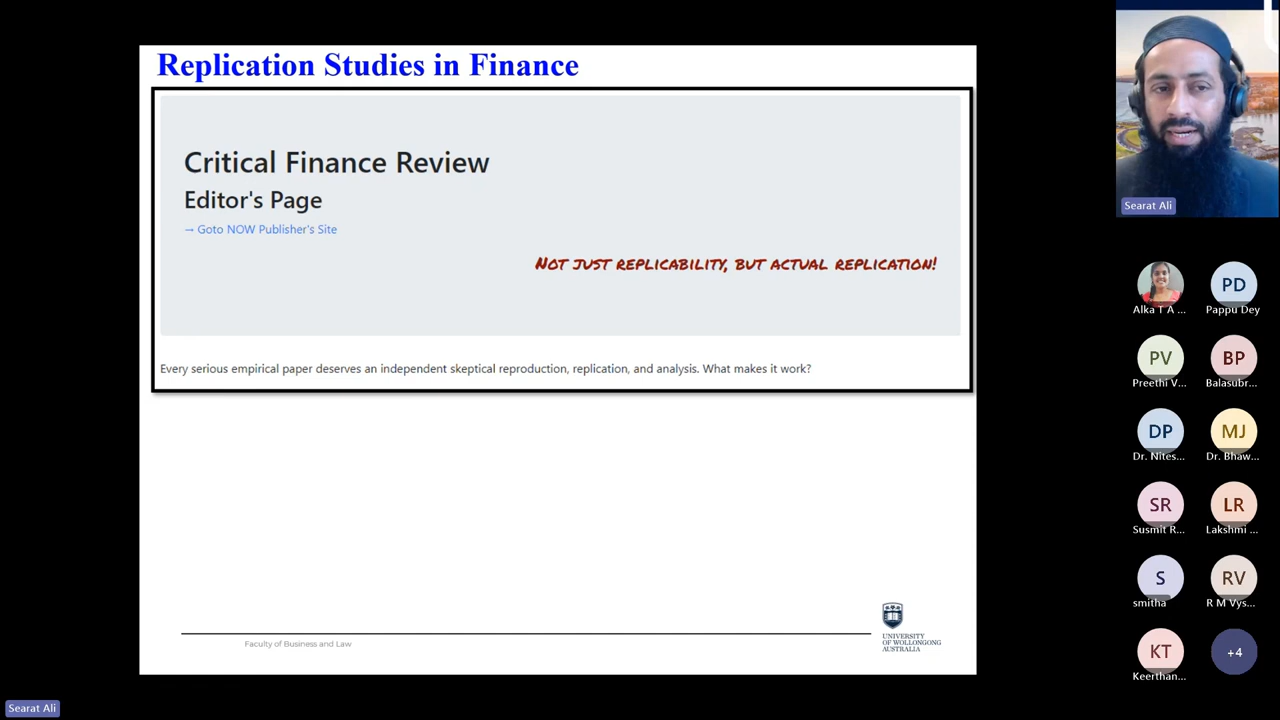 Replication Studies in Finance
Critical Finance Review
Editor's Page
→ Goto NOW Publisher's Site
NOT JUST REPLICABILITY, BUT ACTUAL REPLICATION!
Every serious empirical paper deserves an independent skeptical reproduction, replication, and analysis. What makes it work?
Faculty of Business and Law
UNIVERSITY
OF WOLLONGONG
AUSTRALIA
Searat Ali
Alka T A ...
PD
Pappu Dey
PV
Preethi V...
BP
Balasubr...
DP
Dr. Nites...
MJ
Dr. Bhaw...
SR
Susmit R...
LR
Lakshmi ...
S
smitha
RV
R M Vys...
KT
Keerthan...
+4
Searat Ali